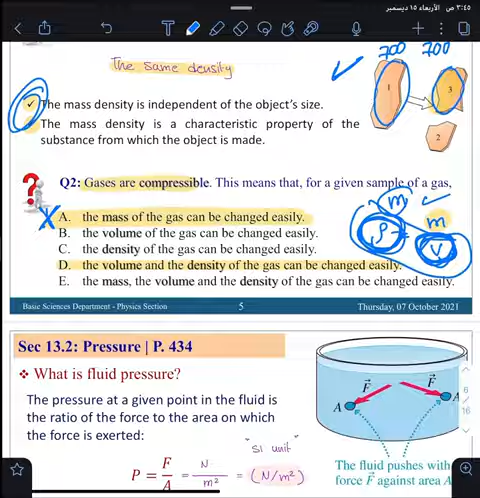 ٣:٤٥ ص الأربعاء ١٥ ديسمبر
The same density
700 700
1
3
2
✓ The mass density is independent of the object's size.
The mass density is a characteristic property of the
substance from which the object is made.
Q2: Gases are compressible. This means that, for a given sample of a gas,
A. the mass of the gas can be changed easily.
B. the volume of the gas can be changed easily.
C. the density of the gas can be changed easily.
D. the volume and the density of the gas can be changed easily.
E. the mass, the volume and the density of the gas can be changed easily.
m
ρ = m
V
Basic Sciences Department - Physics Section 5 Thursday, 07 October 2021
Sec 13.2: Pressure | P. 434
❖ What is fluid pressure?
The pressure at a given point in the fluid is
the ratio of the force to the area on which
the force is exerted:
"SI unit"
P = F/A = N/m² = (N/m²)
F F
A A
6
16
The fluid pushes with
force F against area A